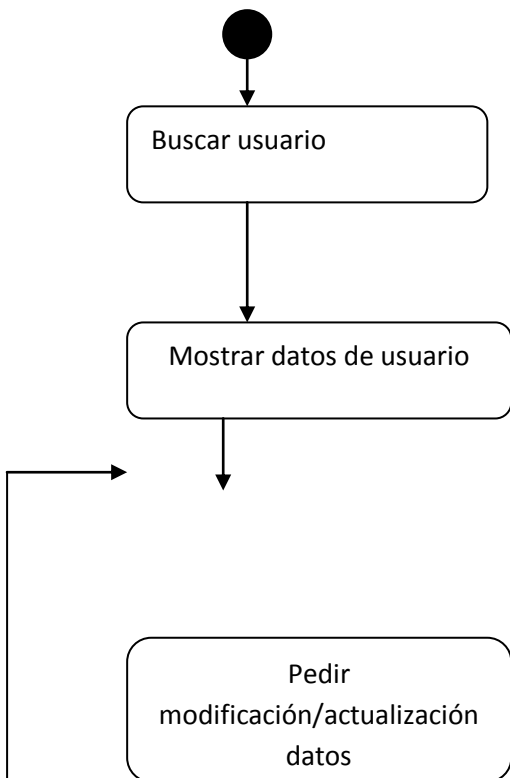 Buscar usuario
Mostrar datos de usuario
Pedir
modificación/actualización
datos